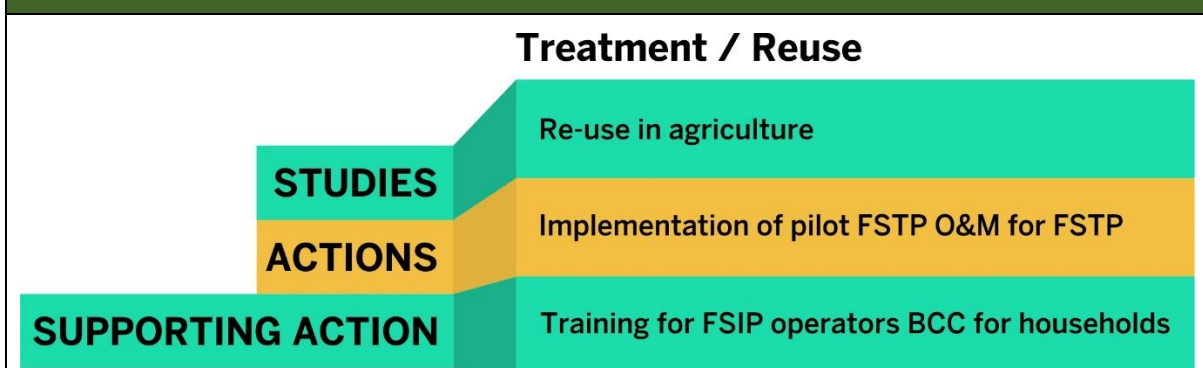 Treatment / Reuse
STUDIES
Re-use in agriculture
ACTIONS
Implementation of pilot FSTP O&M for FSTP
SUPPORTING ACTION
Training for FSIP operators BCC for households